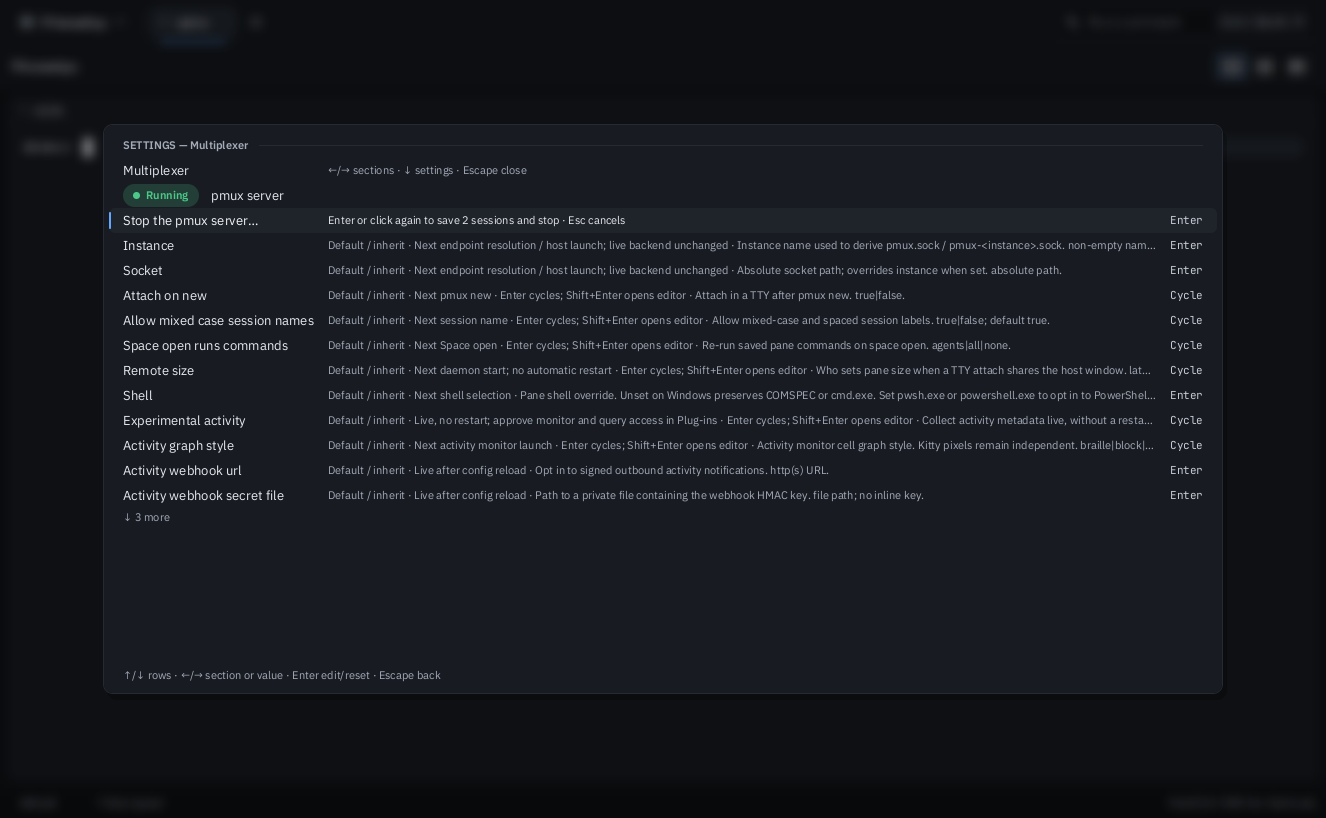 SETTINGS — Multiplexer
Multiplexer ←/→ sections · ↓ settings · Escape close
Running pmux server
Stop the pmux server... Enter or click again to save 2 sessions and stop · Esc cancels Enter
Instance Default / inherit · Next endpoint resolution / host launch; live backend unchanged · Instance name used to derive pmux.sock / pmux-<instance>.sock. non-empty nam... Enter
Socket Default / inherit · Next endpoint resolution / host launch; live backend unchanged · Absolute socket path; overrides instance when set. absolute path. Enter
Attach on new Default / inherit · Next pmux new · Enter cycles; Shift+Enter opens editor · Attach in a TTY after pmux new. true|false. Cycle
Allow mixed case session names Default / inherit · Next session name · Enter cycles; Shift+Enter opens editor · Allow mixed-case and spaced session labels. true|false; default true. Cycle
Space open runs commands Default / inherit · Next Space open · Enter cycles; Shift+Enter opens editor · Re-run saved pane commands on space open. agents|all|none. Cycle
Remote size Default / inherit · Next daemon start; no automatic restart · Enter cycles; Shift+Enter opens editor · Who sets pane size when a TTY attach shares the host window. lat... Cycle
Shell Default / inherit · Next shell selection · Pane shell override. Unset on Windows preserves COMSPEC or cmd.exe. Set pwsh.exe or powershell.exe to opt in to PowerShel... Enter
Experimental activity Default / inherit · Live, no restart; approve monitor and query access in Plug-ins · Enter cycles; Shift+Enter opens editor · Collect activity metadata live, without a resta... Cycle
Activity graph style Default / inherit · Next activity monitor launch · Enter cycles; Shift+Enter opens editor · Activity monitor cell graph style. Kitty pixels remain independent. braille|block|... Cycle
Activity webhook url Default / inherit · Live after config reload · Opt in to signed outbound activity notifications. http(s) URL. Enter
Activity webhook secret file Default / inherit · Live after config reload · Path to a private file containing the webhook HMAC key. file path; no inline key. Enter
↓ 3 more
↑/↓ rows · ←/→ section or value · Enter edit/reset · Escape back